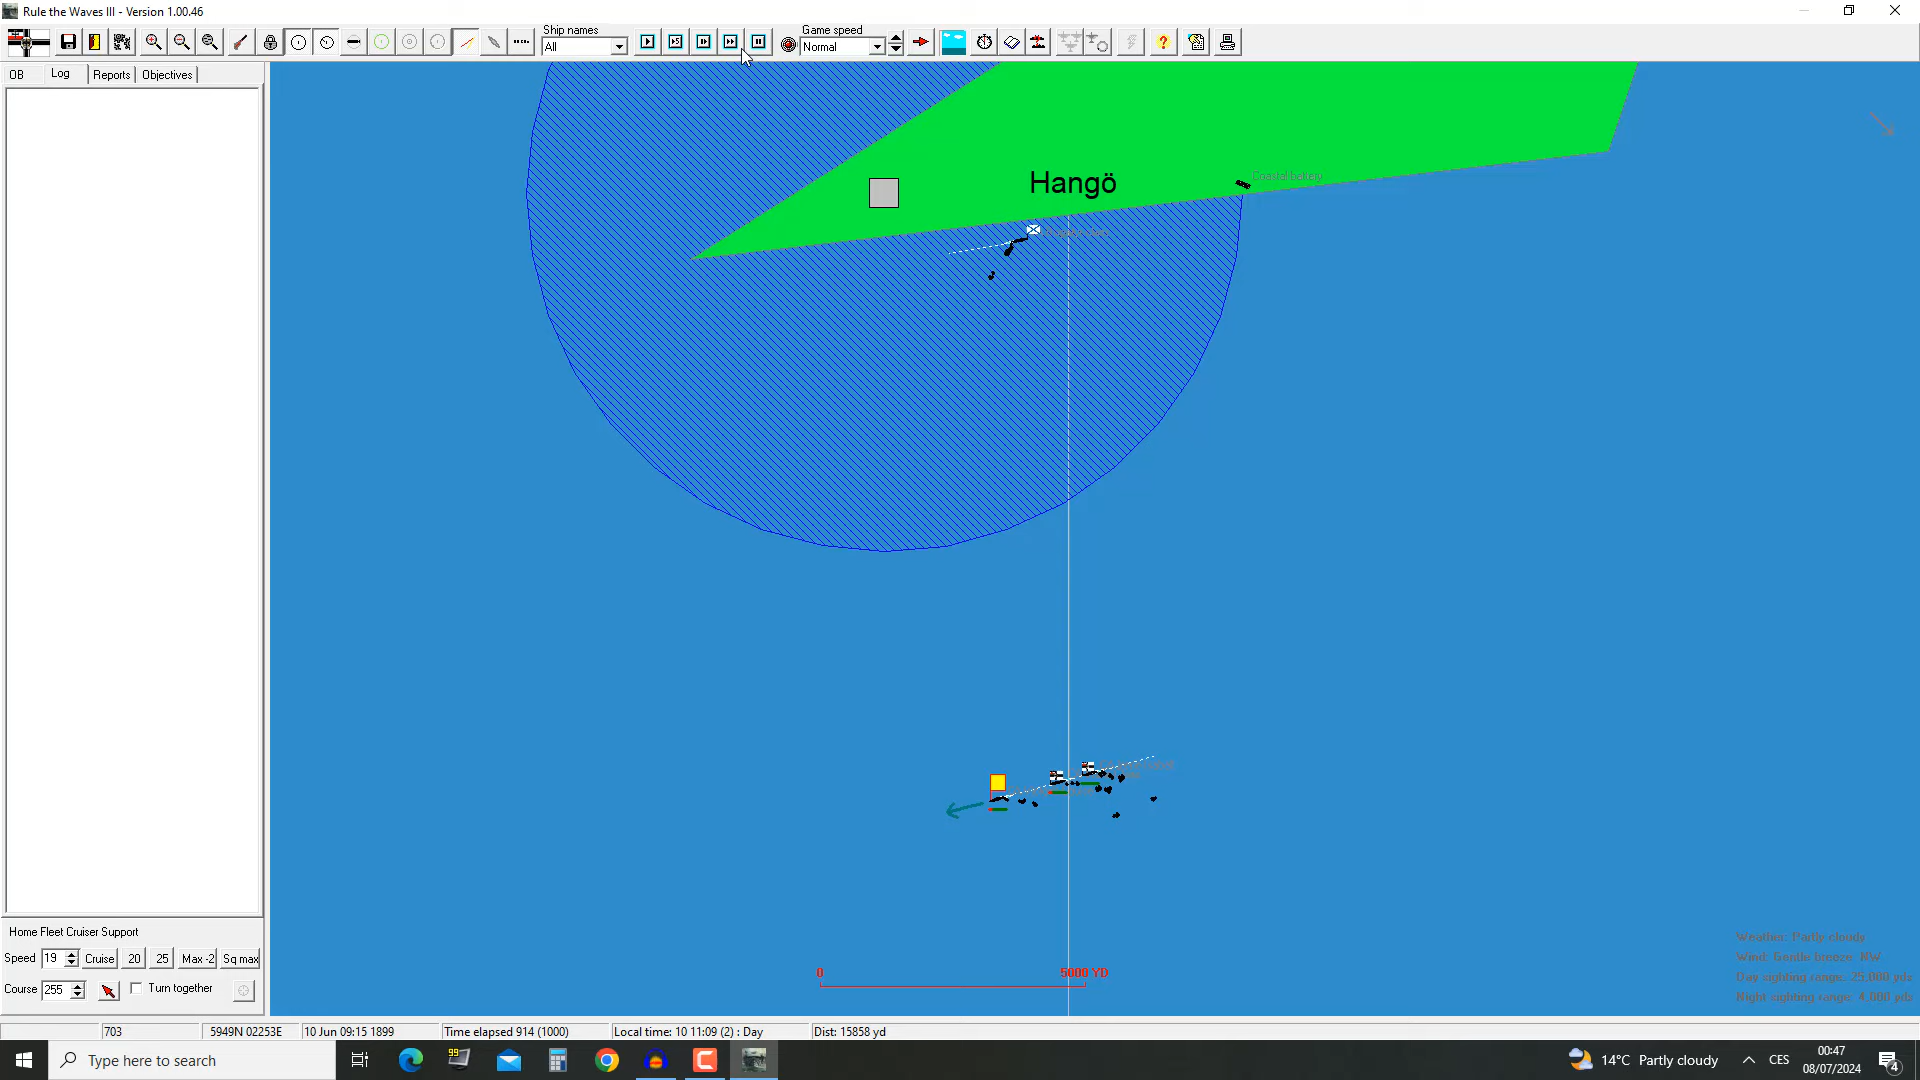 Rule the Waves III - Version 1.00.46
Ship names
All
Game speed
Normal
OB
Log
Reports
Objectives
Hangö
Coastal battery
0
5000 YD
Weather: Partly cloudy
Wind: Gentle breeze NW
Day sighting range: 25,000 yds
Night sighting range: 4,000 yds
Home Fleet Cruiser Support
Speed 19 Cruise 20 25 Max -2 Sq max
Course 255 Turn together
703 5949N 02253E 10 Jun 09:15 1899 Time elapsed 914 (1000) Local time: 10 11:09 (2) : Day Dist: 15858 yd
Type here to search
99
14°C Partly cloudy
CES
00:47
08/07/2024
4